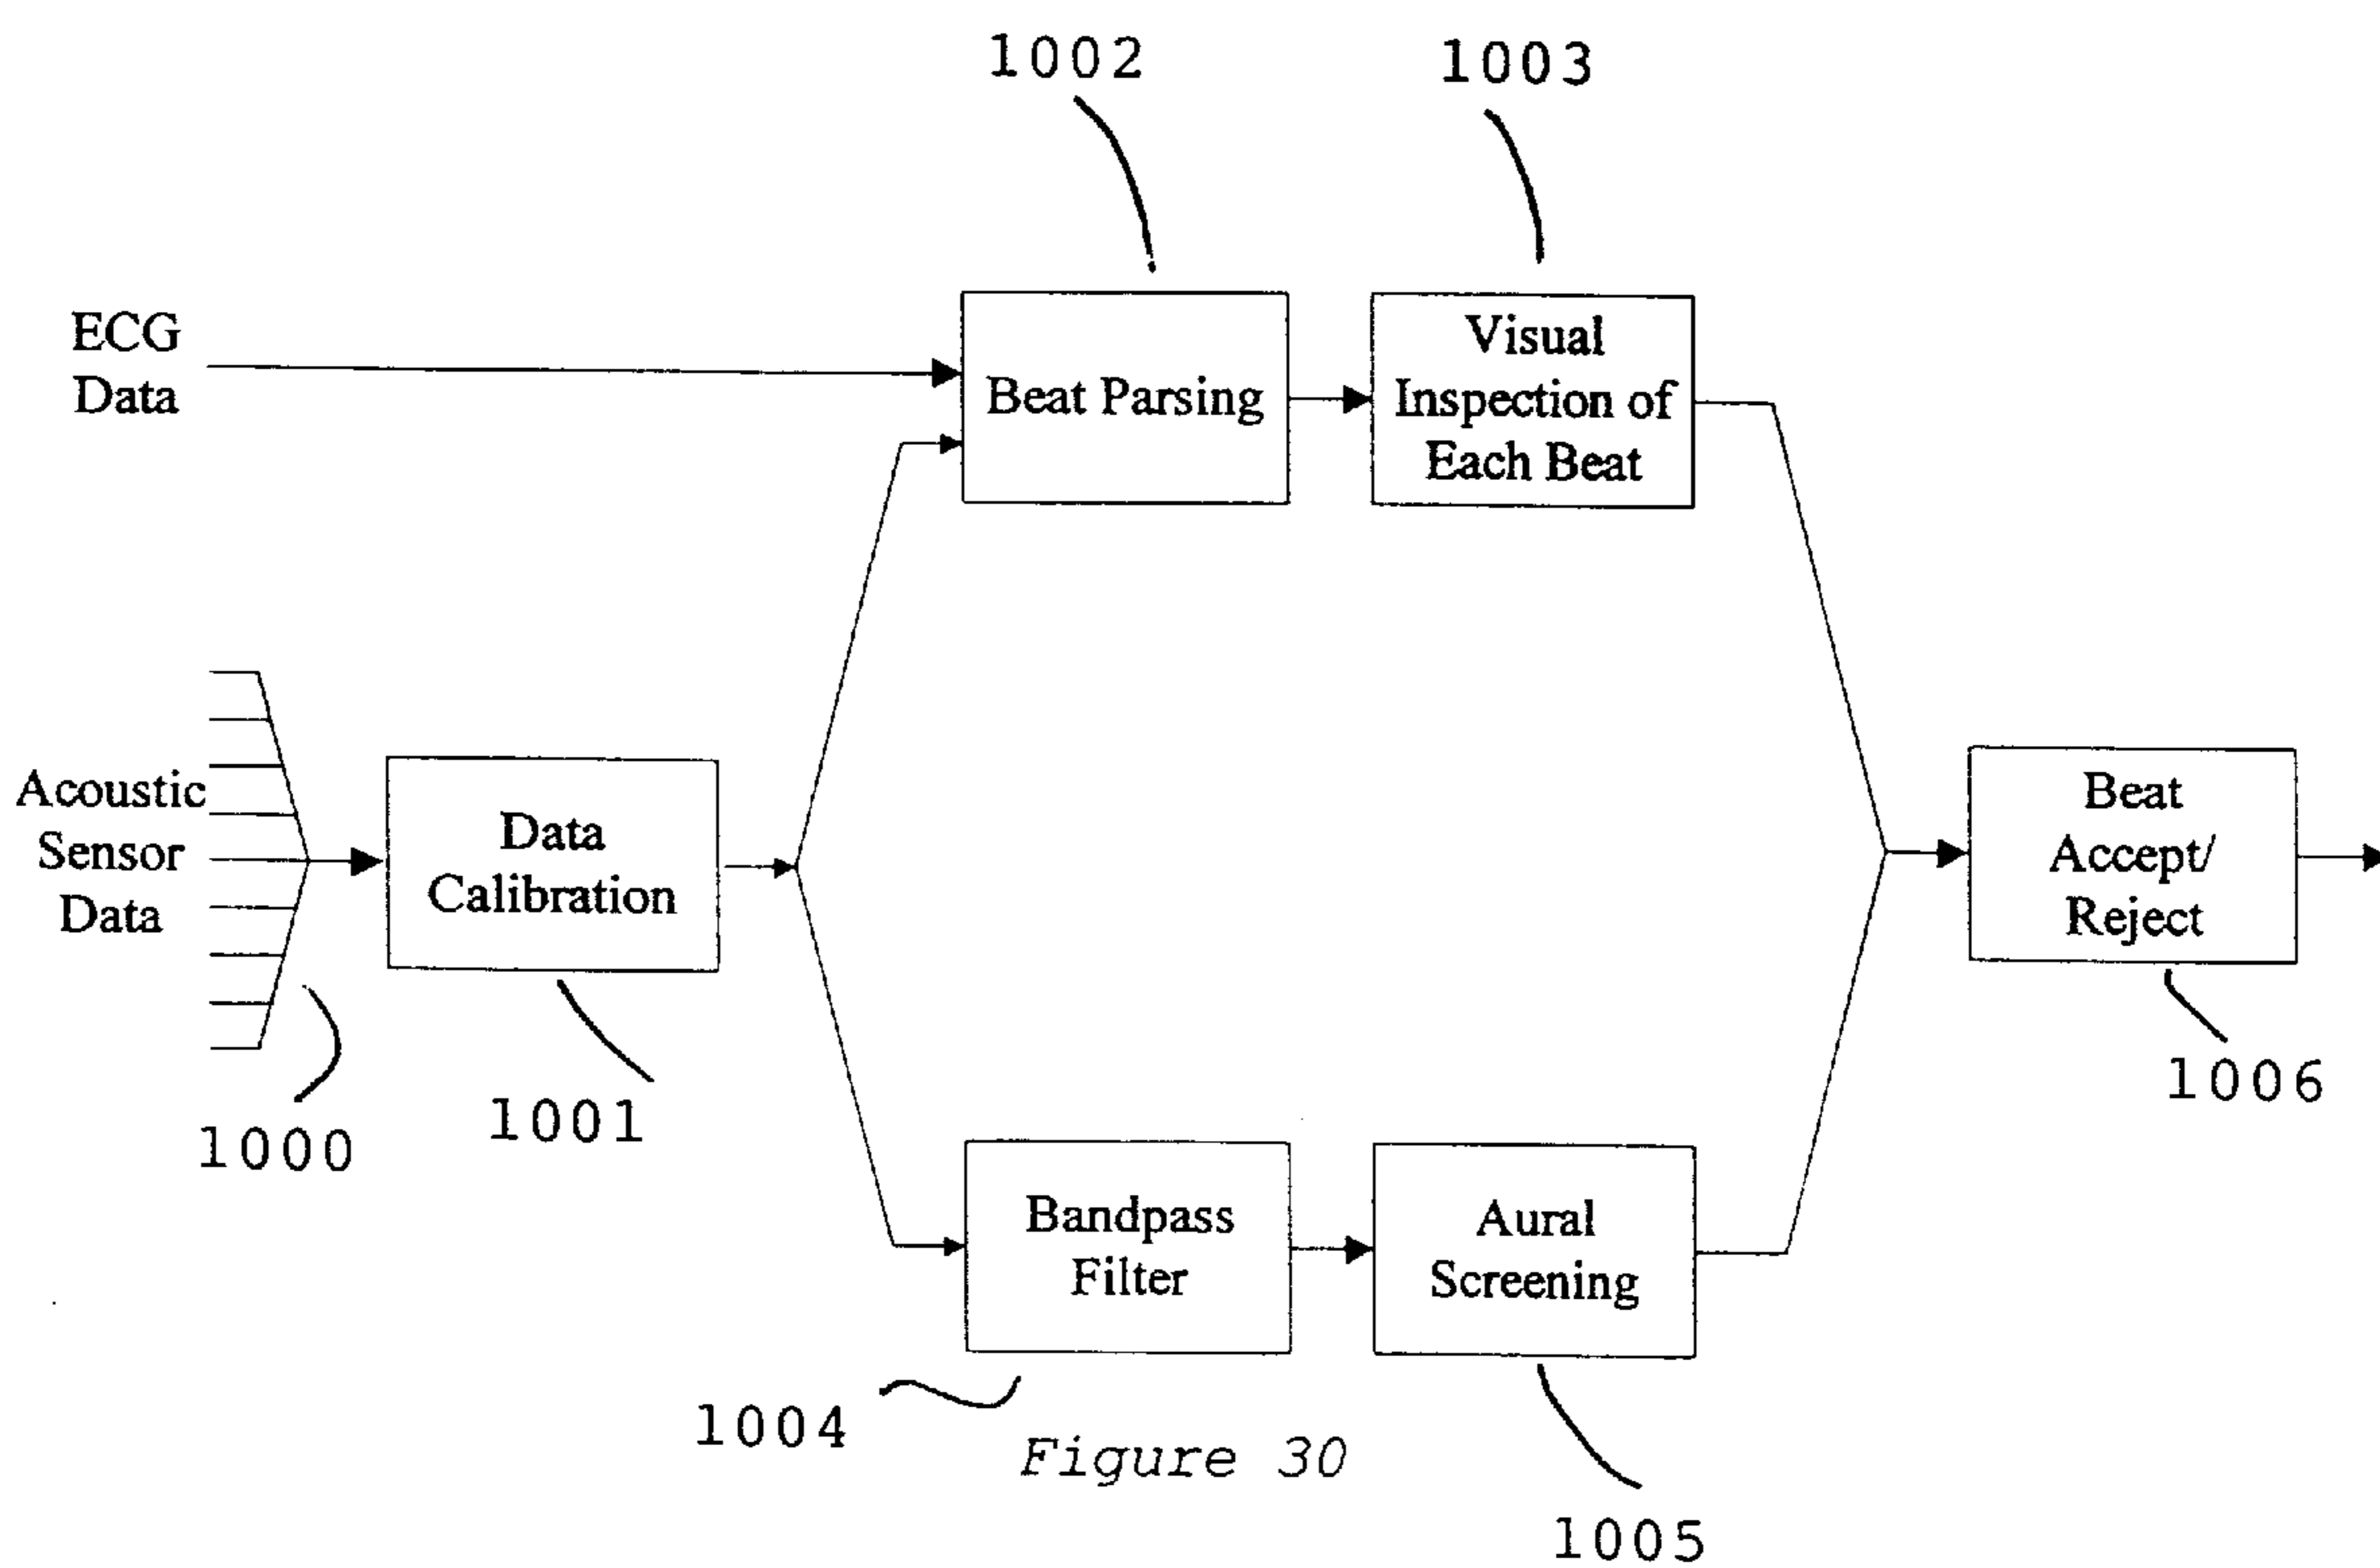 1002
1003
ECG
Data
Beat Parsing
Visual
Inspection of
Each Beat
Acoustic
Sensor
Data
Data
Calibration
Beat
Accept/
Reject
1000
1001
1006
Bandpass
Filter
Aural
Screening
1004
Figure 30
1005